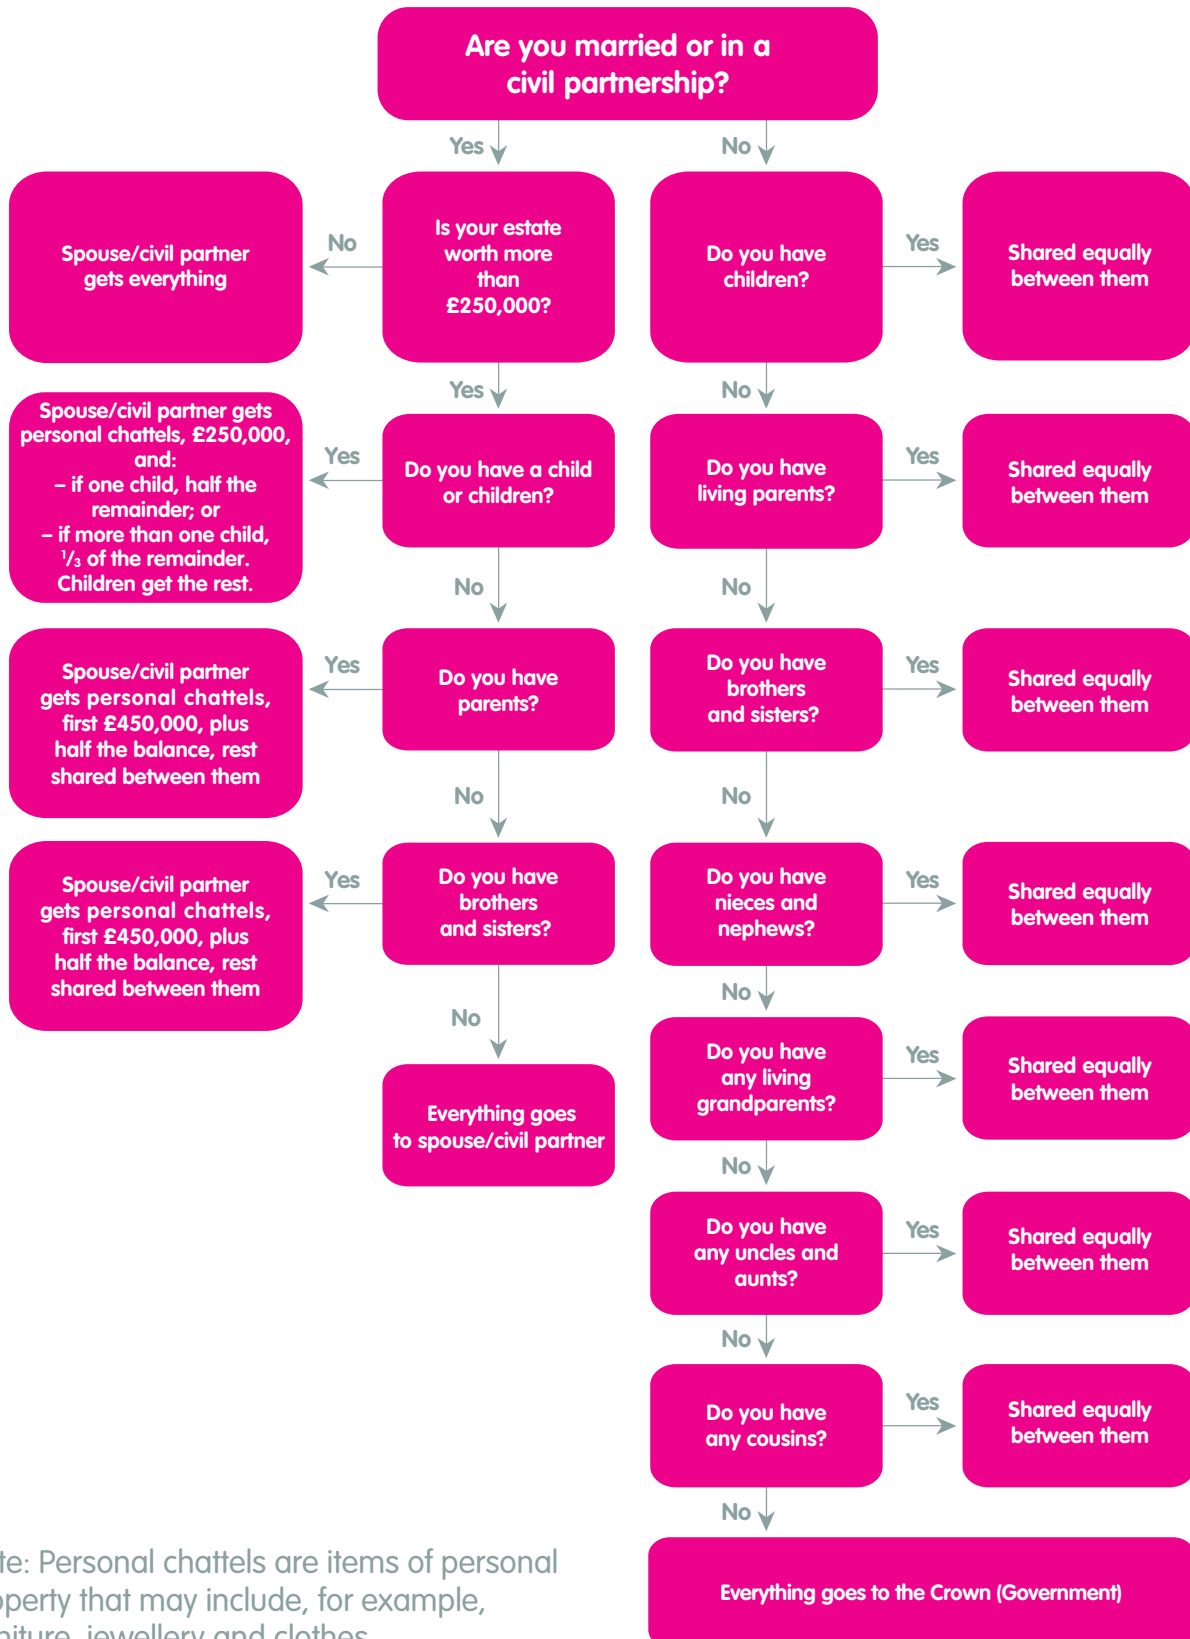 Are you married or in a
civil partnership?
Yes
No
Spouse/civil partner
gets everything
No
Is your estate
worth more
than
£250,000?
Do you have
children?
Yes
Shared equally
between them
Yes
No
Spouse/civil partner gets
personal chattels, £250,000,
and:
– if one child, half the
remainder; or
– if more than one child,
1/3 of the remainder.
Children get the rest.
Yes
Do you have a child
or children?
Do you have
living parents?
Yes
Shared equally
between them
No
No
Spouse/civil partner
gets personal chattels,
first £450,000, plus
half the balance, rest
shared between them
Yes
Do you have
parents?
Do you have
brothers
and sisters?
Yes
Shared equally
between them
No
No
Spouse/civil partner
gets personal chattels,
first £450,000, plus
half the balance, rest
shared between them
Yes
Do you have
brothers
and sisters?
Do you have
nieces and
nephews?
Yes
Shared equally
between them
No
No
Everything goes
to spouse/civil partner
Do you have
any living
grandparents?
Yes
Shared equally
between them
No
Do you have
any uncles and
aunts?
Yes
Shared equally
between them
No
Do you have
any cousins?
Yes
Shared equally
between them
No
Everything goes to the Crown (Government)
te: Personal chattels are items of personal
operty that may include, for example,
niture, jewellery and clothes